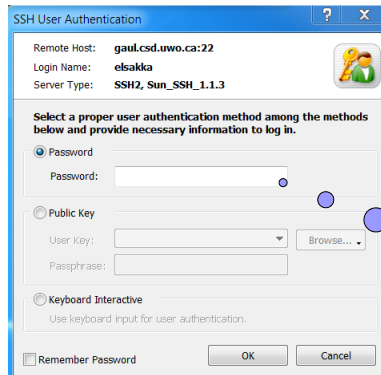 SSH User Authentication
Remote Host: gaul.csd.uwo.ca:22
Login Name: elsakka
Server Type: SSH2, Sun_SSH_1.1.3
Select a proper user authentication method among the methods
below and provide necessary information to log in.
Password
Password:
Public Key
User Key: Browse...
Passphrase:
Keyboard Interactive
Use keyboard input for user authentication.
Remember Password OK Cancel